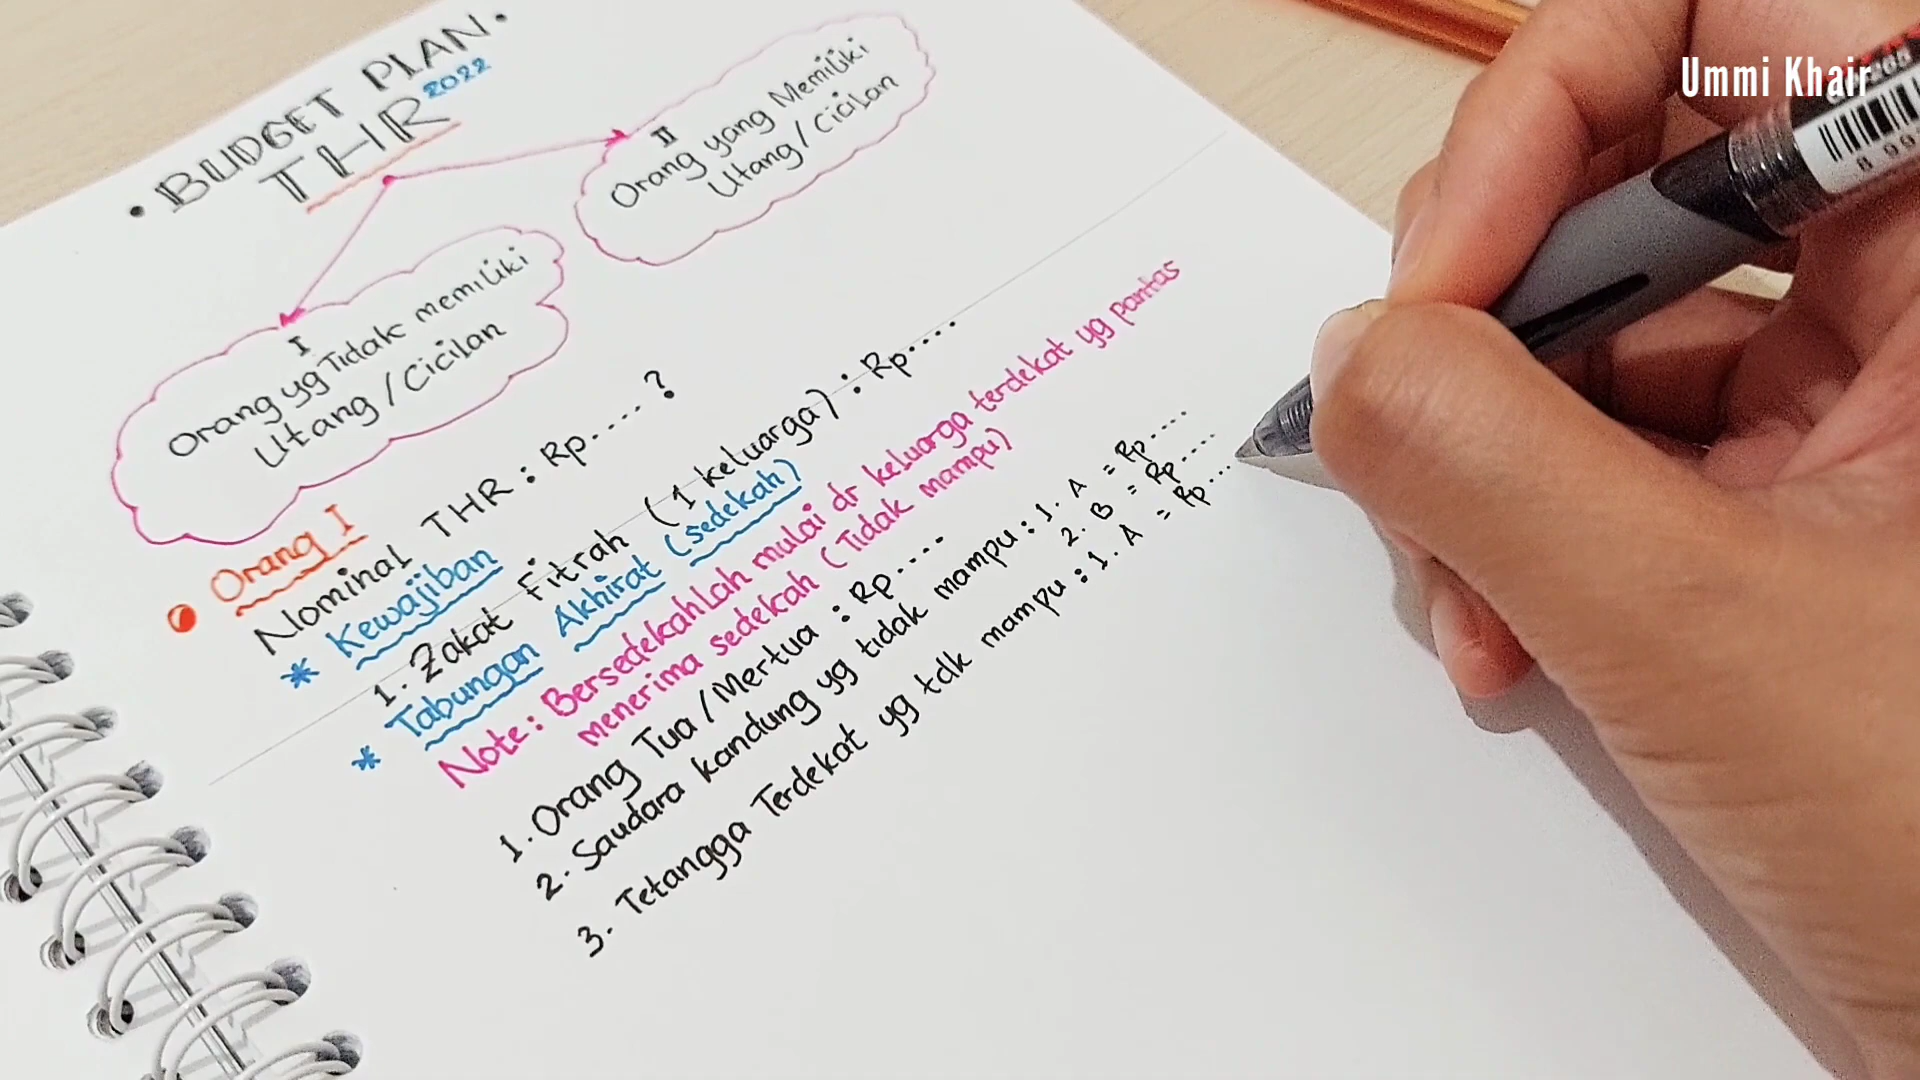 Ummi Khair
• BUDGET PLAN •
THR 2022
I
Orang yg Tidak memiliki
Utang / Cicilan
II
Orang yang Memiliki
Utang / Cicilan
Orang I
Nominal THR : Rp.... ?
* Kewajiban
1. Zakat Fitrah (1 keluarga) : Rp....
* Tabungan Akhirat (sedekah)
Note: Bersedekahlah mulai dr keluarga terdekat yg pantas
menerima sedekah (Tidak mampu)
1. Orang Tua / Mertua : Rp....
2. Saudara kandung yg tidak mampu : 1. A = Rp....
2. B = Rp....
3. Tetangga Terdekat yg tdk mampu : 1. A = Rp...